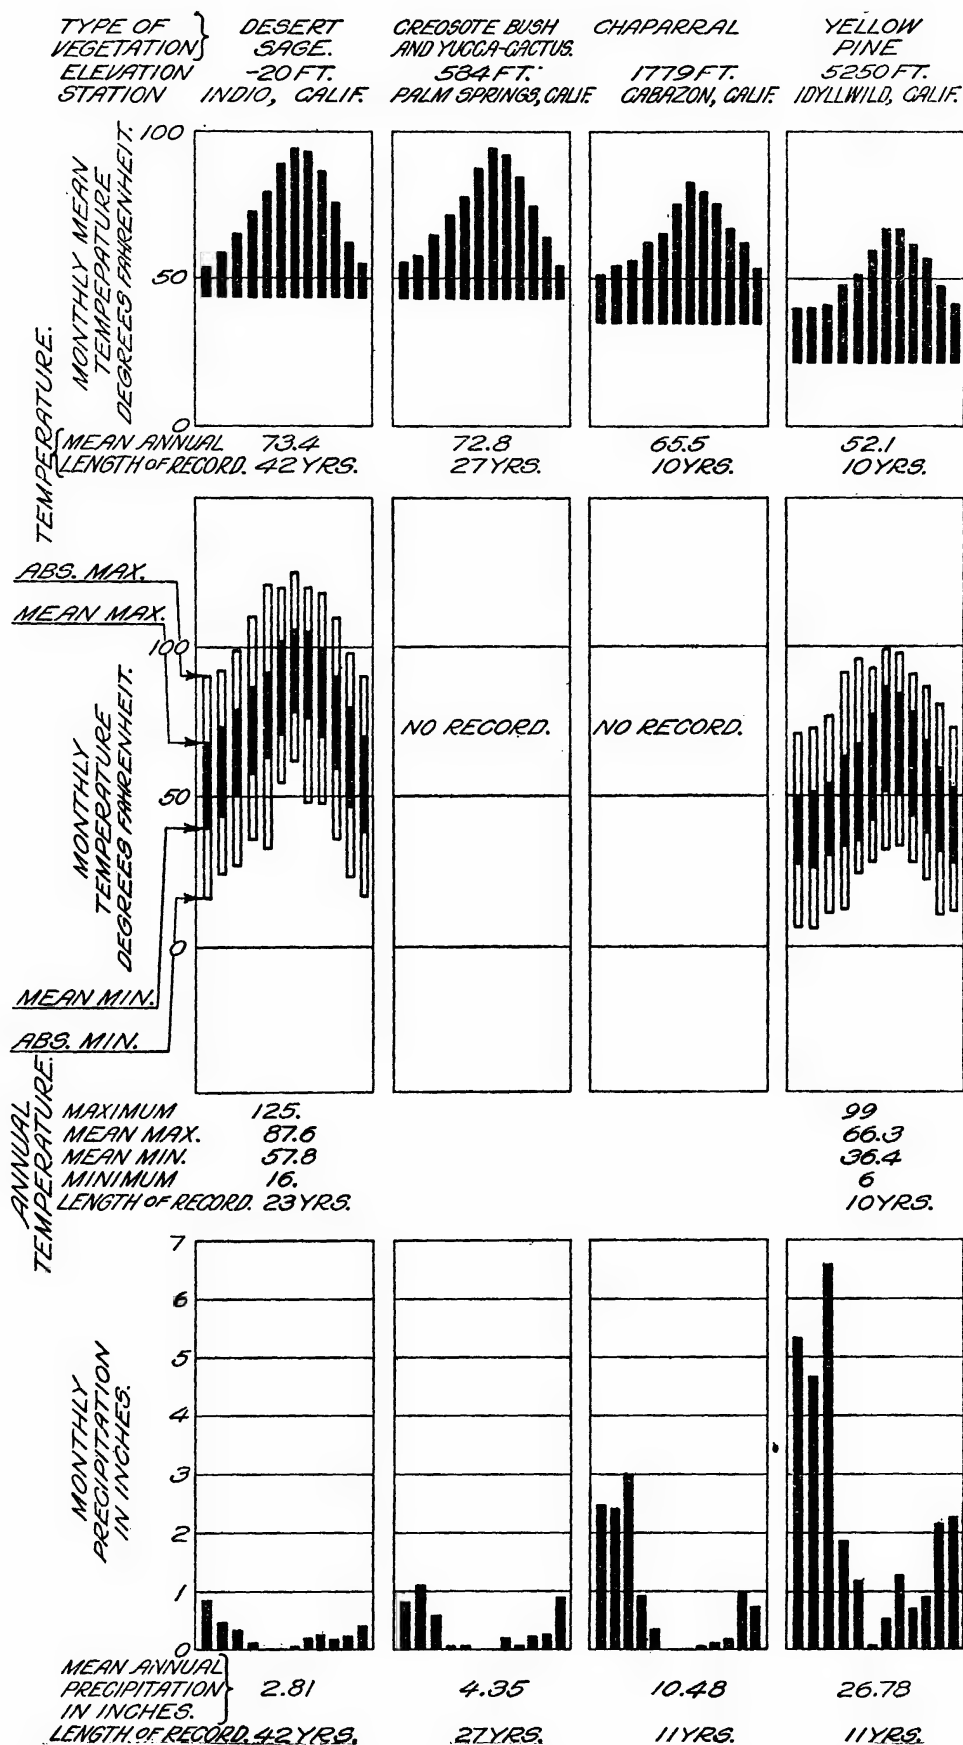 TYPE OF VEGETATION} DESERT SAGE. CREOSOTE BUSH AND YUCCA-CACTUS. CHAPARRAL YELLOW PINE
ELEVATION -20 FT. 584 FT. 1779 FT. 5250 FT.
STATION INDIO, CALIF. PALM SPRINGS, CALIF. CABAZON, CALIF. IDYLLWILD, CALIF.
TEMPERATURE.
MONTHLY MEAN
TEMPEPATURE
DEGREES FAHRENHEIT.
100
50
0
MEAN ANNUAL 73.4 72.8 65.5 52.1
LENGTH OF RECORD. 42 YRS. 27 YRS. 10 YRS. 10 YRS.
ABS. MAX.
MEAN MAX.
MONTHLY
TEMPERATURE
DEGREES FAHRENHEIT.
100
50
0
NO RECORD. NO RECORD.
MEAN MIN.
ABS. MIN.
ANNUAL
TEMPERATURE.
MAXIMUM 125. 99
MEAN MAX. 87.6 66.3
MEAN MIN. 57.8 36.4
MINIMUM 16. 6
LENGTH OF RECORD. 23 YRS. 10 YRS.
MONTHLY
PRECIPITATION
IN INCHES.
7
6
5
4
3
2
1
0
MEAN ANNUAL
PRECIPITATION 2.81 4.35 10.48 26.78
IN INCHES.
LENGTH OF RECORD. 42 YRS. 27 YRS. 11 YRS. 11 YRS.